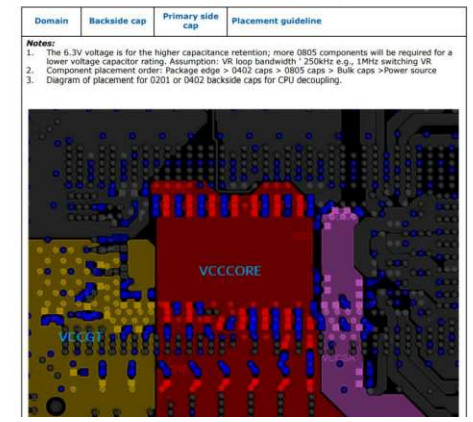 Domain Backside cap Primary side cap Placement guideline
Notes:
1. The 6.3V voltage is for the higher capacitance retention; more 0805 components will be required for a
lower voltage capacitor rating. Assumption: VR loop bandwidth ' 250kHz e.g., 1MHz switching VR
2. Component placement order: Package edge > 0402 caps > 0805 caps > Bulk caps >Power source
3. Diagram of placement for 0201 or 0402 backside caps for CPU decoupling.
VCCCORE
VCCGT